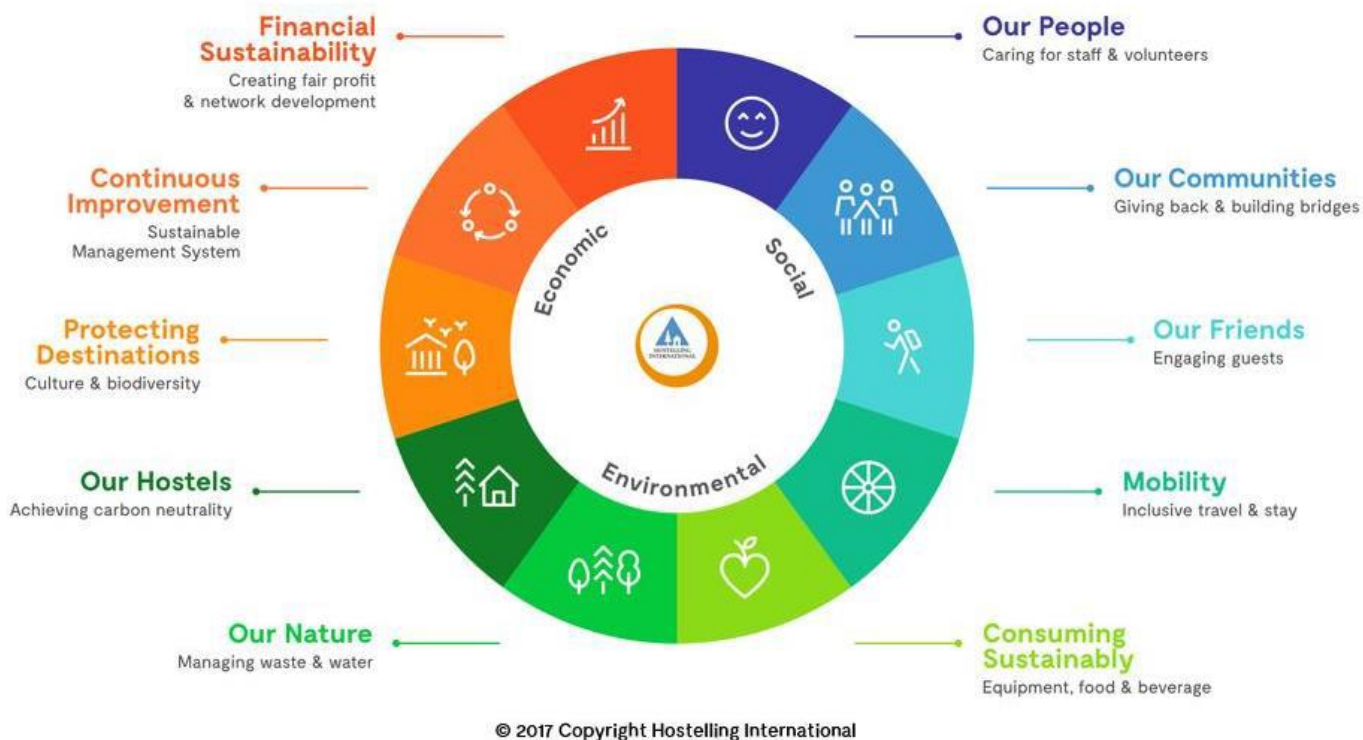 Financial
Sustainability
Creating fair profit
& network development
Our People
Caring for staff & volunteers
Continuous
Improvement
Sustainable
Management System
Our Communities
Giving back & building bridges
Economic
Social
Protecting
Destinations
Culture & biodiversity
HOSTELLING
INTERNATIONAL
Our Friends
Engaging guests
Our Hostels
Achieving carbon neutrality
Environmental
Mobility
Inclusive travel & stay
Our Nature
Managing waste & water
Consuming
Sustainably
Equipment, food & beverage
© 2017 Copyright Hostelling International